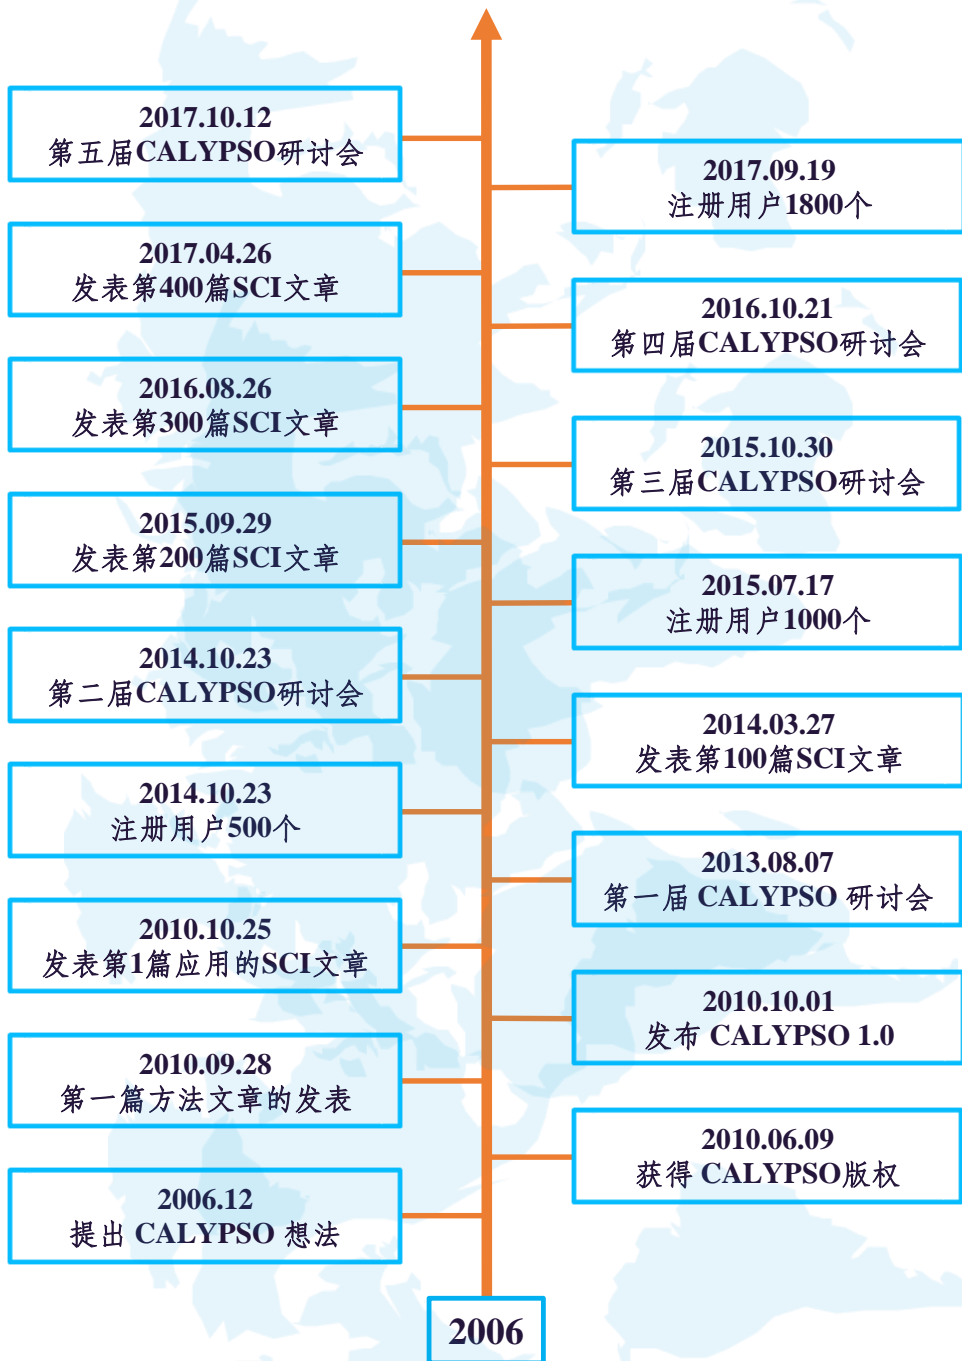 2017.10.12
第五届CALYPSO研讨会
2017.09.19
注册用户1800个
2017.04.26
发表第400篇SCI文章
2016.10.21
第四届CALYPSO研讨会
2016.08.26
发表第300篇SCI文章
2015.10.30
第三届CALYPSO研讨会
2015.09.29
发表第200篇SCI文章
2015.07.17
注册用户1000个
2014.10.23
第二届CALYPSO研讨会
2014.03.27
发表第100篇SCI文章
2014.10.23
注册用户500个
2013.08.07
第一届 CALYPSO 研讨会
2010.10.25
发表第1篇应用的SCI文章
2010.10.01
发布 CALYPSO 1.0
2010.09.28
第一篇方法文章的发表
2010.06.09
获得 CALYPSO版权
2006.12
提出 CALYPSO 想法
2006